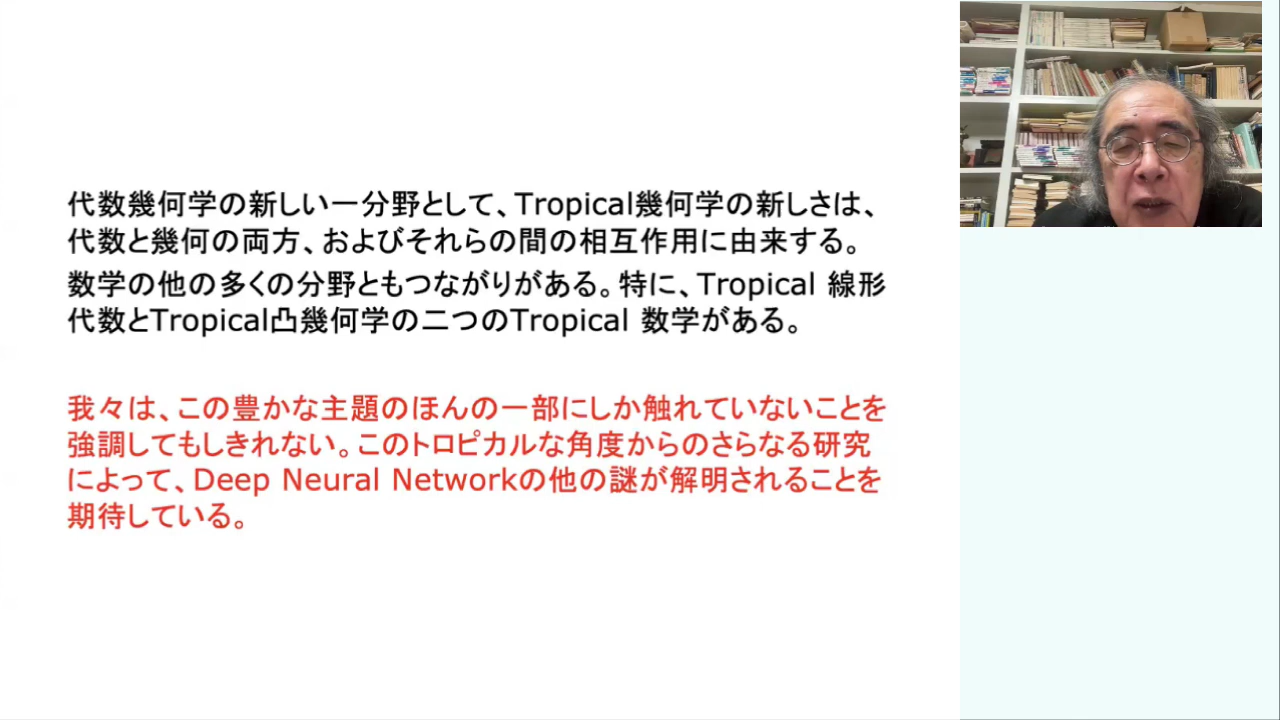 代数幾何学の新しい一分野として、Tropical幾何学の新しさは、
代数と幾何の両方、およびそれらの間の相互作用に由来する。
数学の他の多くの分野ともつながりがある。特に、Tropical 線形
代数とTropical凸幾何学の二つのTropical 数学がある。
我々は、この豊かな主題のほんの一部にしか触れていないことを
強調してもしきれない。このトロピカルな角度からのさらなる研究
によって、Deep Neural Networkの他の謎が解明されることを
期待している。